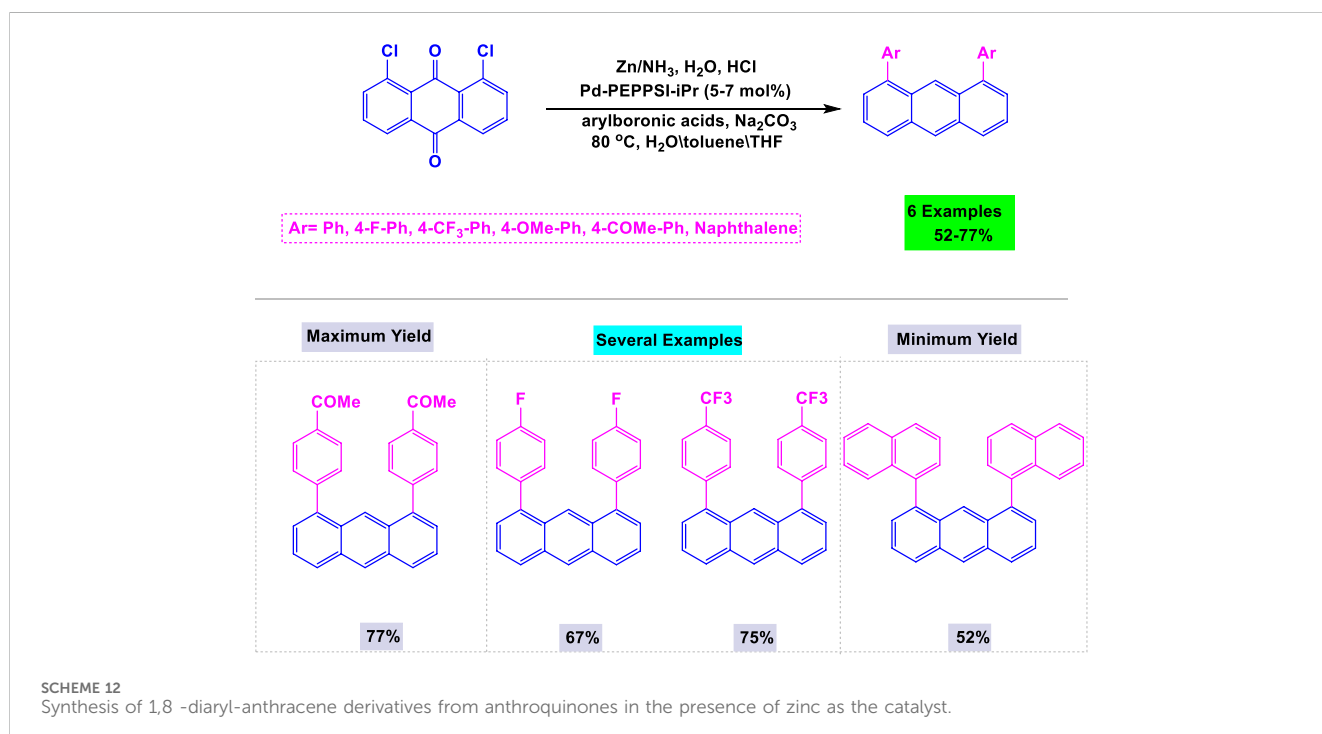 Cl O Cl
O
Zn/NH3, H2O, HCl
Pd-PEPPSI-iPr (5-7 mol%)
arylboronic acids, Na2CO3
80 oC, H2O\toluene\THF
Ar Ar
Ar= Ph, 4-F-Ph, 4-CF3-Ph, 4-OMe-Ph, 4-COMe-Ph, Naphthalene
6 Examples
52-77%
Maximum Yield
Several Examples
Minimum Yield
COMe COMe
F F
CF3 CF3
77%
67%
75%
52%
SCHEME 12
Synthesis of 1,8 -diaryl-anthracene derivatives from anthroquinones in the presence of zinc as the catalyst.